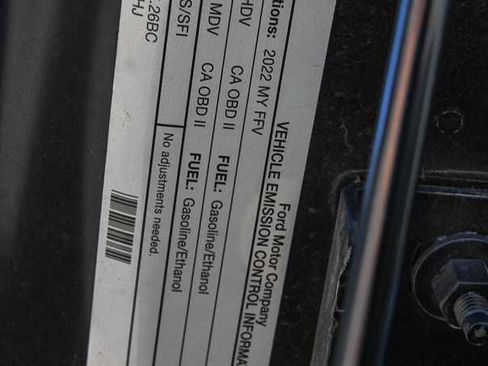 Ford Motor Company
VEHICLE EMISSION CONTROL INFORMA
tions: 2022 MY FFV
HDV CA OBD II FUEL: Gasoline/Ethanol
MDV CA OBD II FUEL: Gasoline/Ethanol
S/SFI No adjustments needed.
.26BC
HJ